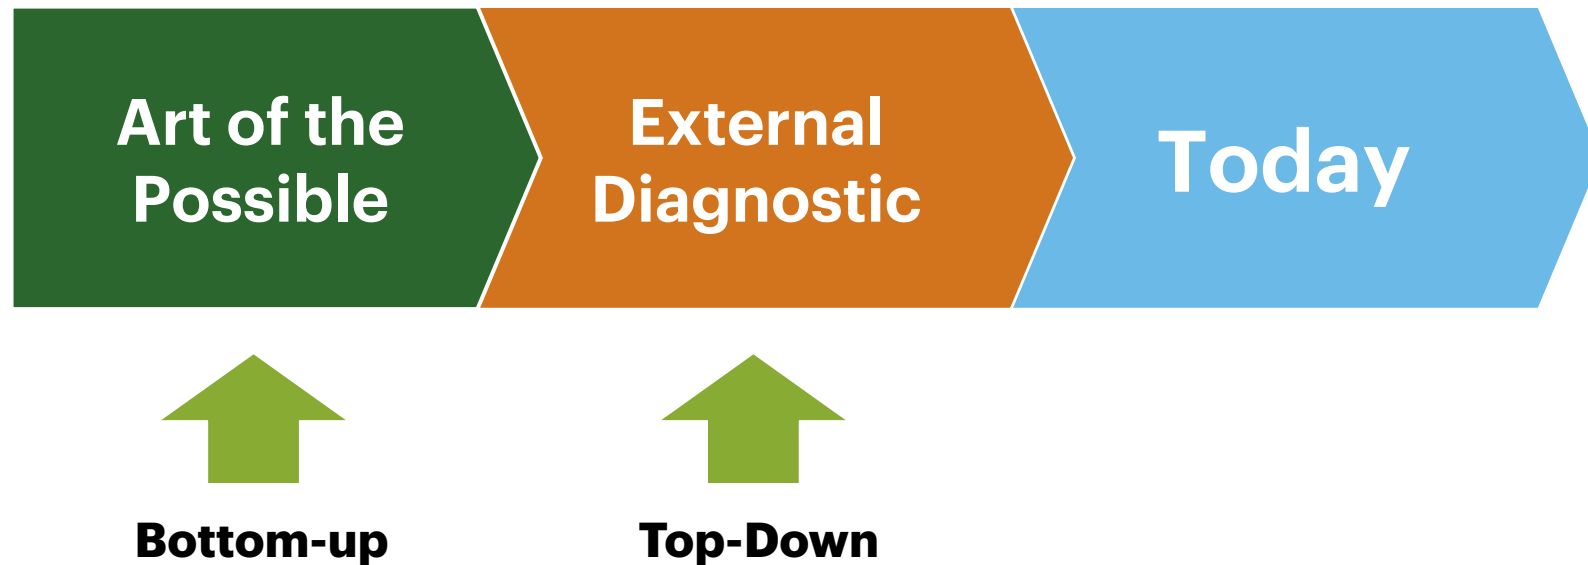 Art of the
Possible
External
Diagnostic
Today
Bottom-up
Top-Down